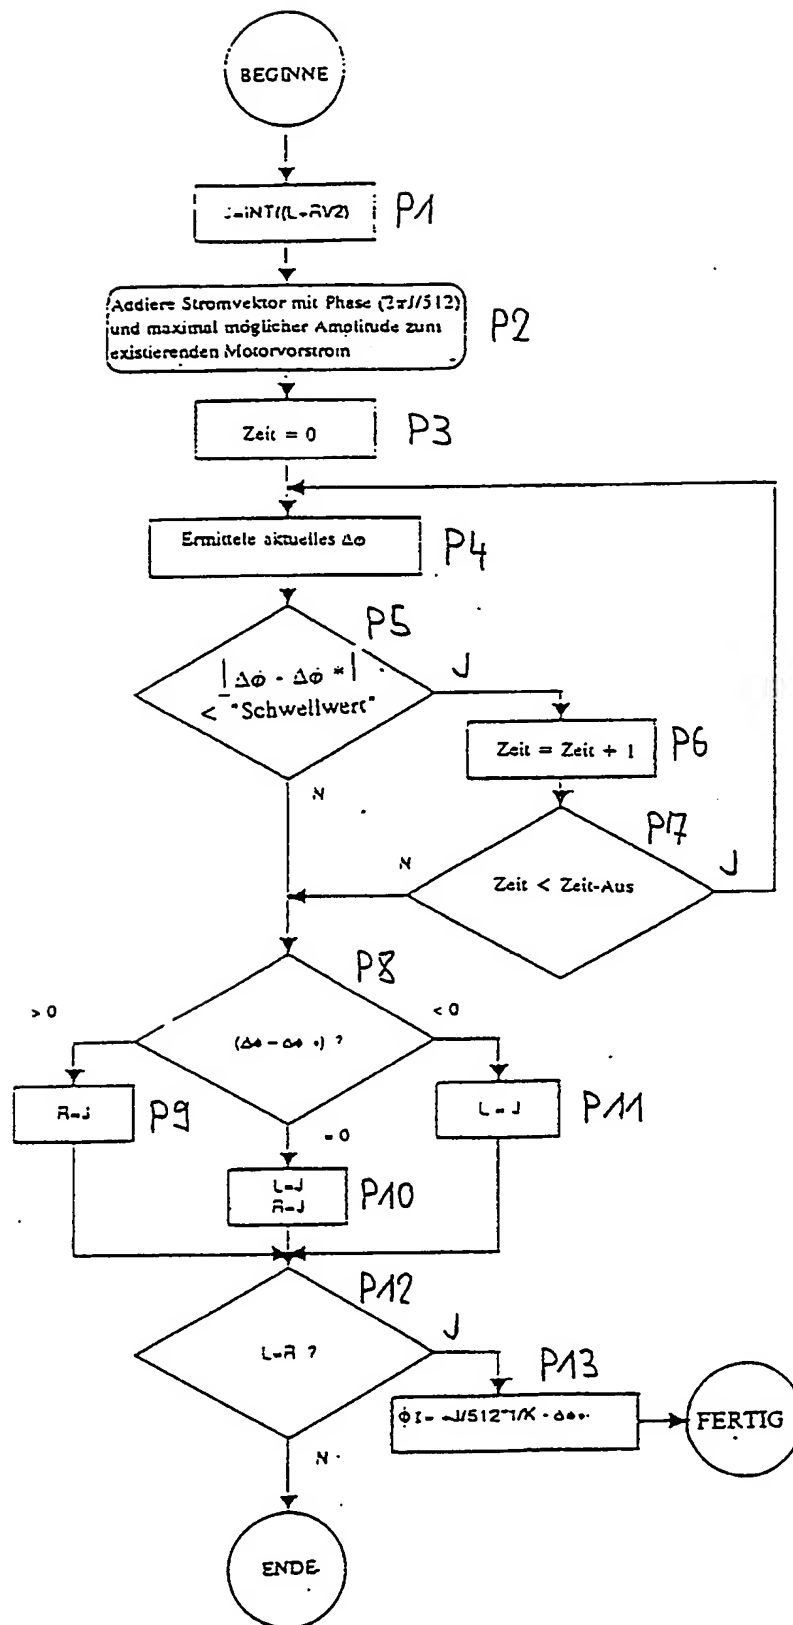 BEGINNE
J=INT((L+R)/2)
P1
Addiere Stromvektor mit Phase (2πJ/512)
und maximal möglicher Amplitude zum
existierenden Motorvorstrom
P2
Zeit = 0
P3
Ermittele aktuelles Δφ
P4
P5
|Δφ - Δφ *|
< "Schwellwert"
J
N
Zeit = Zeit + 1
P6
P7
Zeit < Zeit-Aus
N
J
P8
> 0
< 0
(Δφ - Δφ *) ?
R=J
P9
= 0
L=J
R=J
P10
L=J
P11
P12
L=R ?
J
P13
FERTIG
N
ENDE